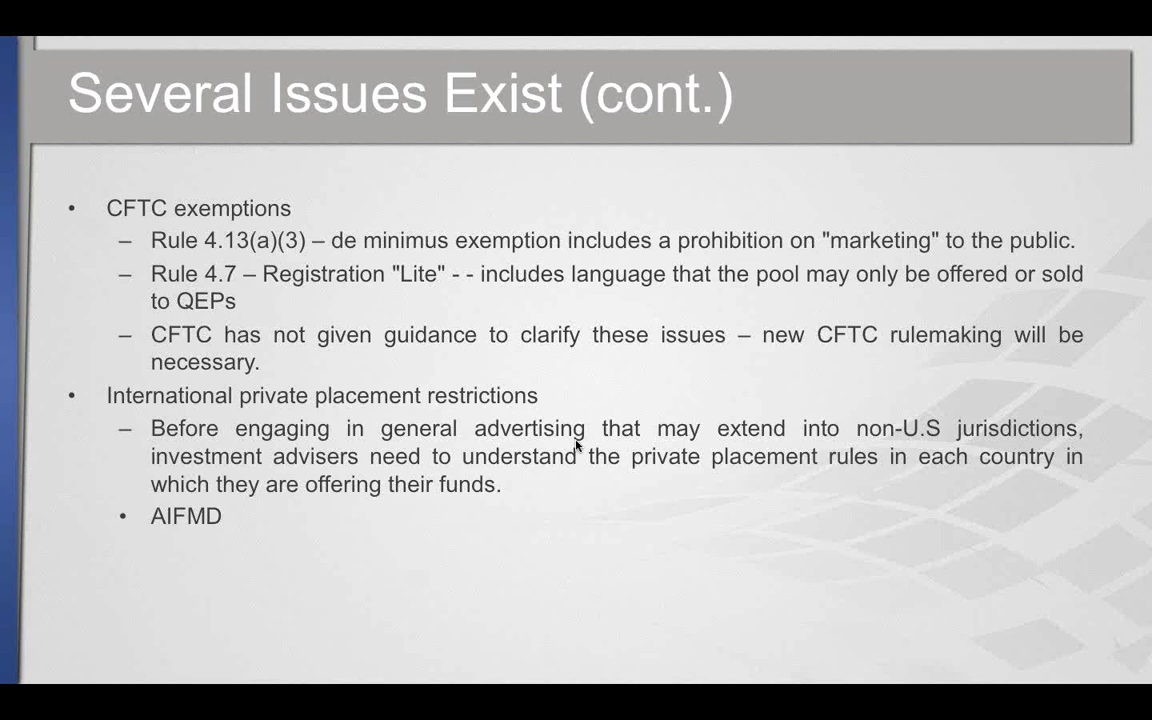 Several Issues Exist (cont.)
• CFTC exemptions
– Rule 4.13(a)(3) – de minimus exemption includes a prohibition on "marketing" to the public.
– Rule 4.7 – Registration "Lite" - - includes language that the pool may only be offered or sold
to QEPs
– CFTC has not given guidance to clarify these issues – new CFTC rulemaking will be
necessary.
• International private placement restrictions
– Before engaging in general advertising that may extend into non-U.S jurisdictions,
investment advisers need to understand the private placement rules in each country in
which they are offering their funds.
• AIFMD